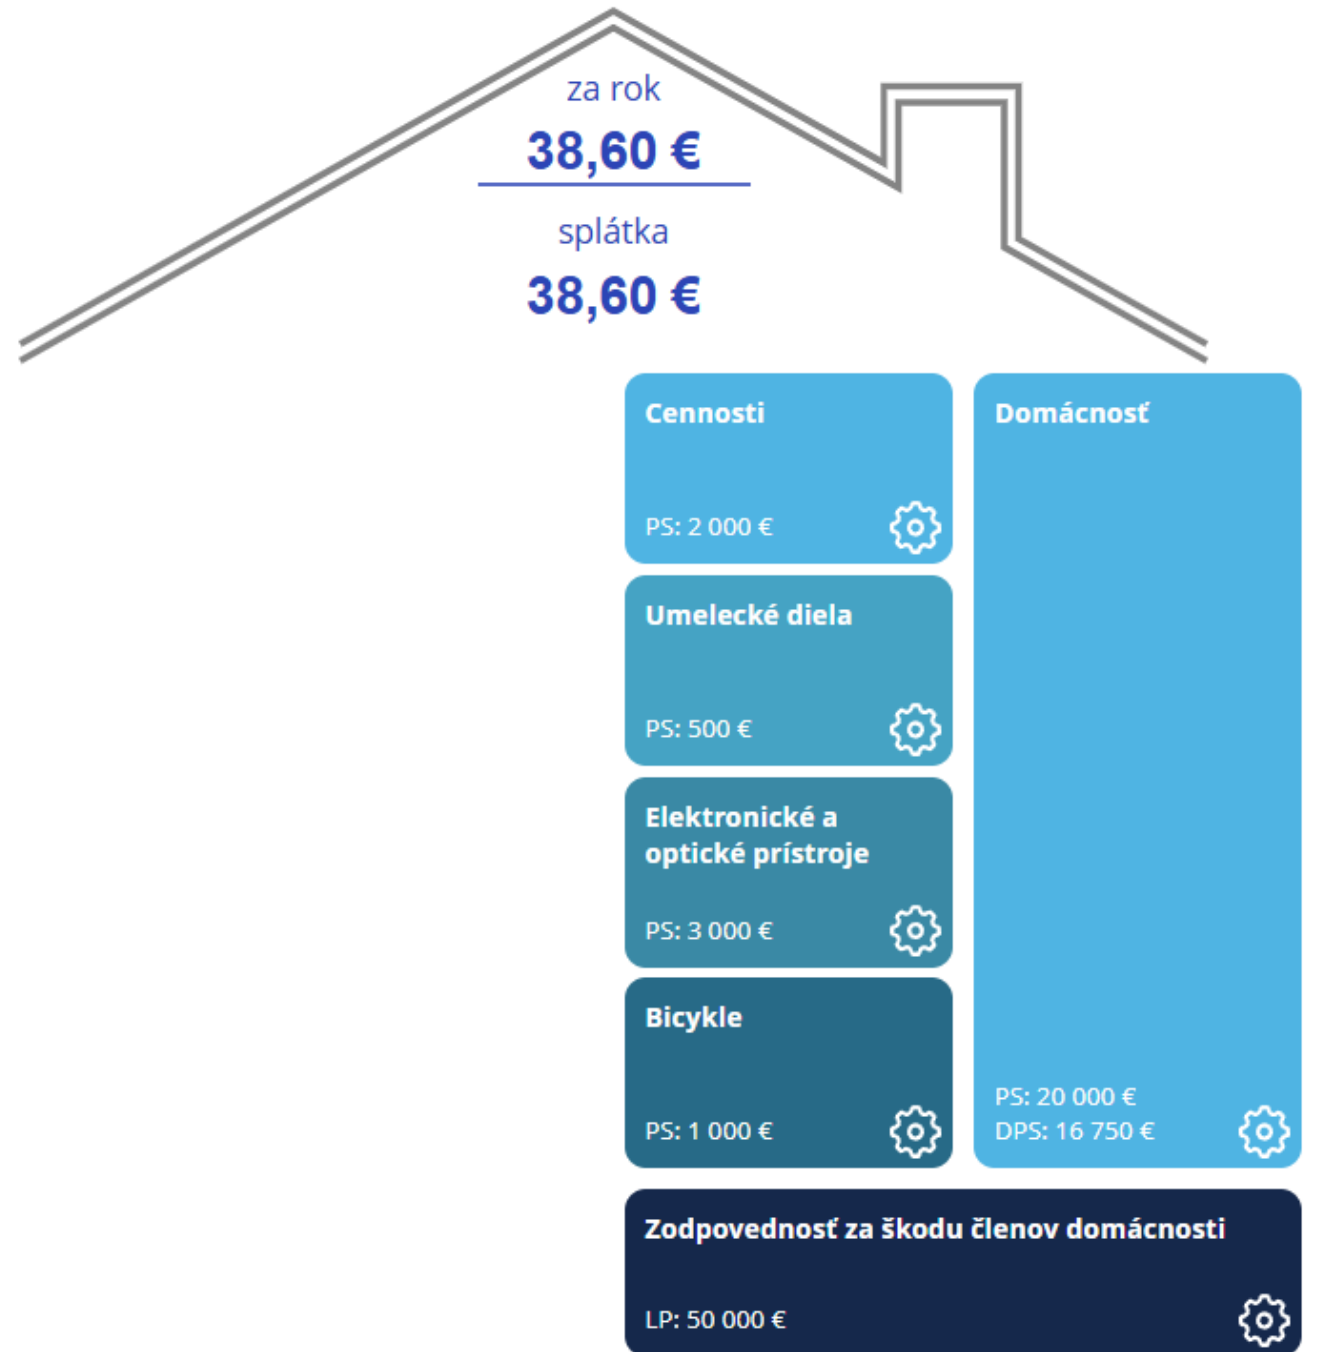 za rok
38,60 €
splátka
38,60 €
Cennosti
PS: 2 000 €
Umelecké diela
PS: 500 €
Elektronické a
optické prístroje
PS: 3 000 €
Bicykle
PS: 1 000 €
Domácnosť
PS: 20 000 €
DPS: 16 750 €
Zodpovednosť za škodu členov domácnosti
LP: 50 000 €